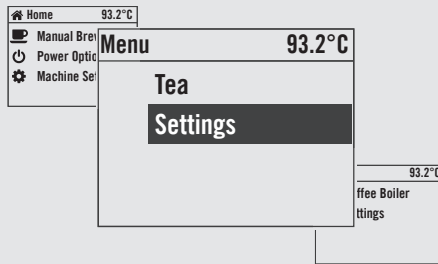 Home 93.2°C
Manual Brew
Power Optio
Machine Set
Menu 93.2°C
Tea
Settings
93.2°C
ffee Boiler
ttings